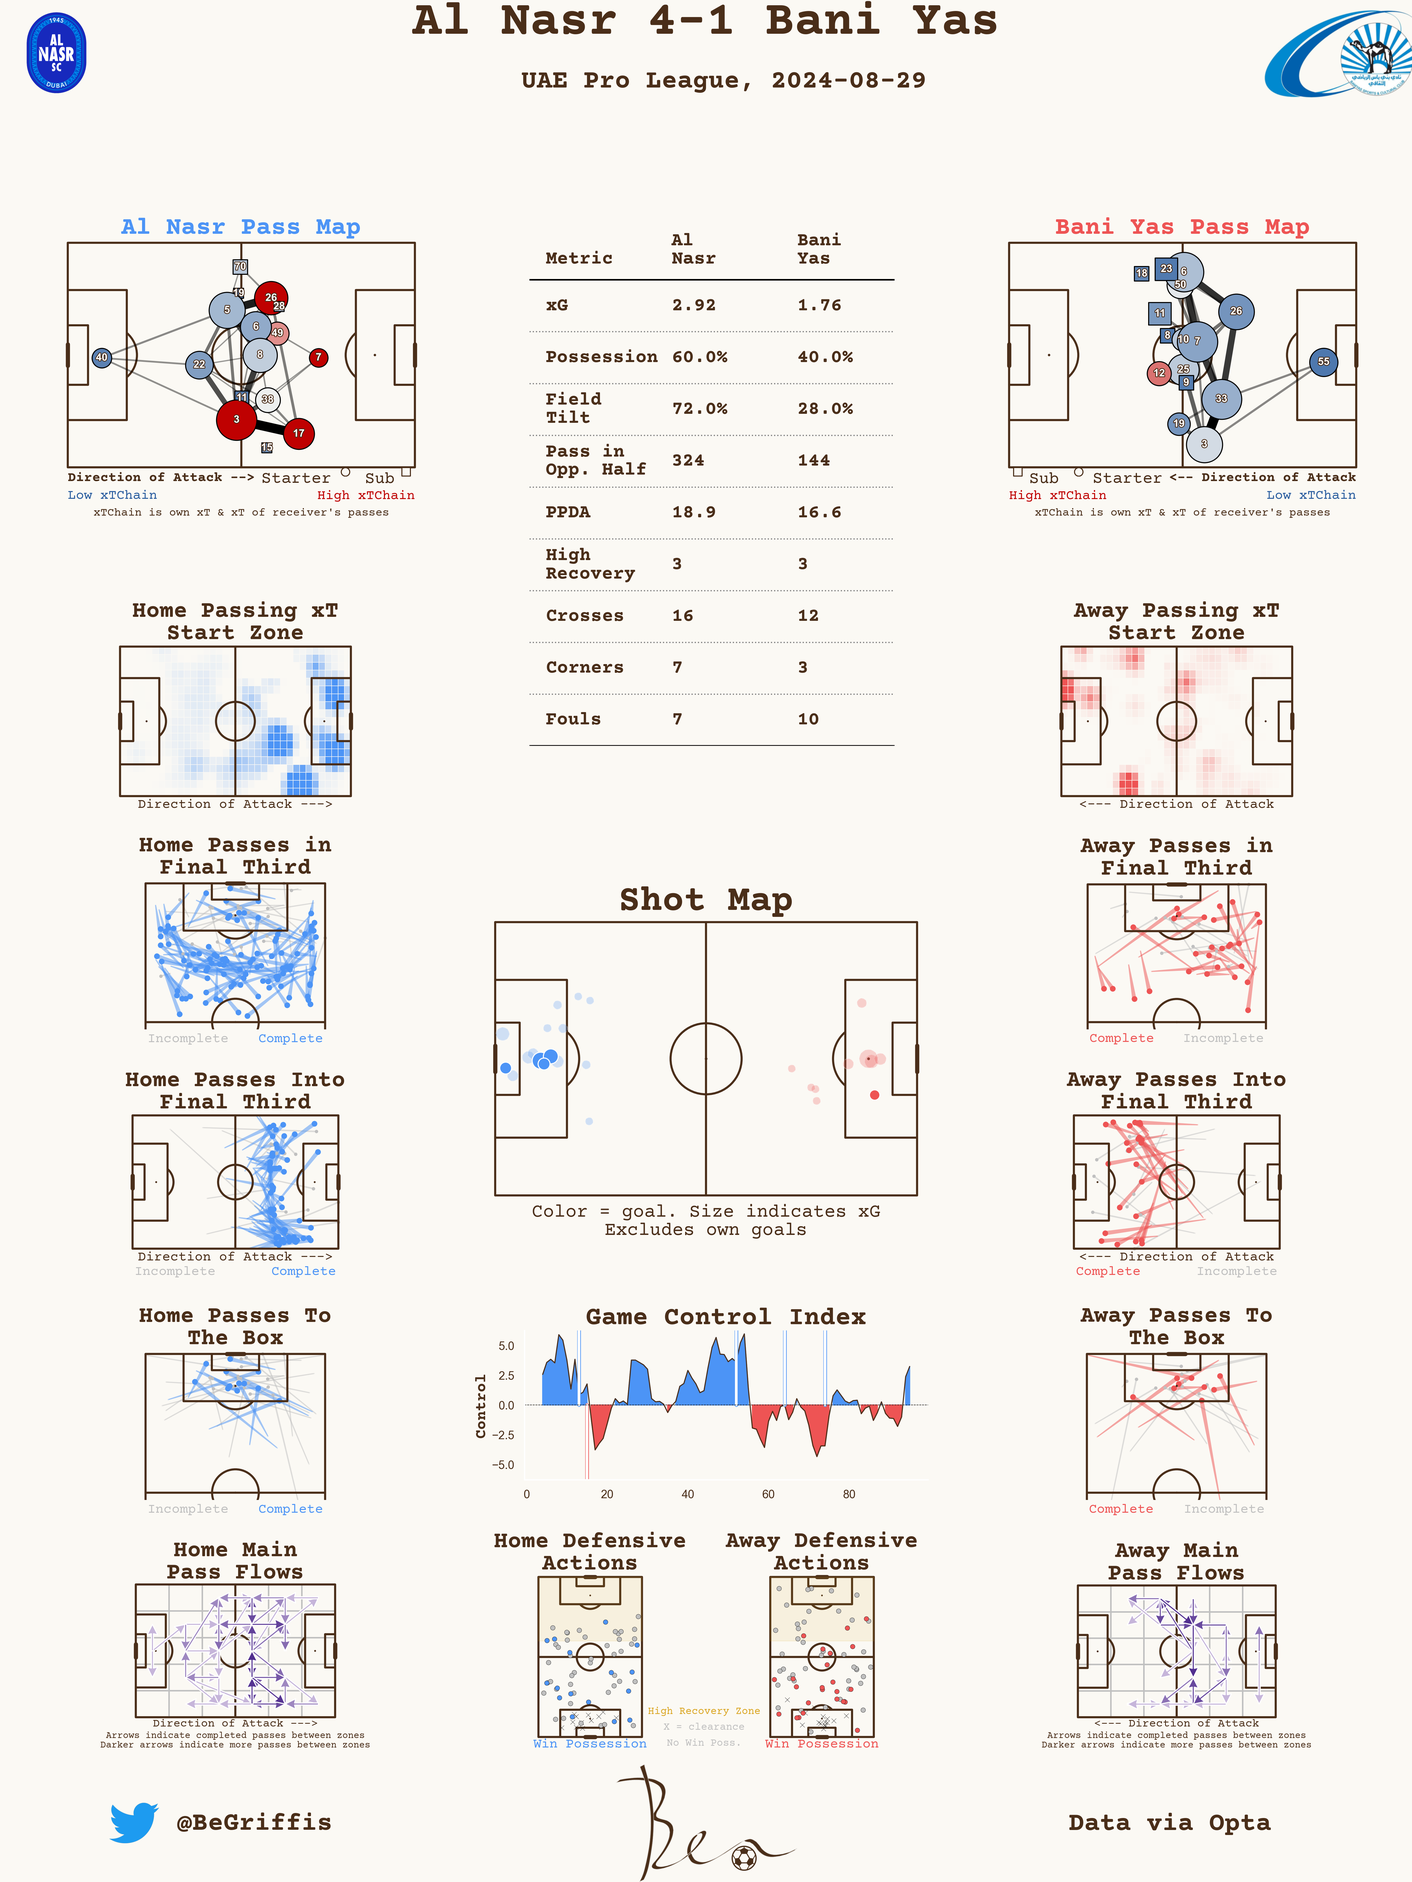 Al Nasr 4-1 Bani Yas
UAE Pro League, 2024-08-29
1945
AL
NASR
SC
DUBAI
Al Nasr Pass Map
70
19
26
28
5
6
49
8
7
40
22
11
38
3
17
15
Direction of Attack --> Starter Sub
Low xTChain High xTChain
xTChain is own xT & xT of receiver's passes
Metric Al Nasr Bani Yas
xG 2.92 1.76
Possession 60.0% 40.0%
Field Tilt 72.0% 28.0%
Pass in Opp. Half 324 144
PPDA 18.9 16.6
High Recovery 3 3
Crosses 16 12
Corners 7 3
Fouls 7 10
Bani Yas Pass Map
18
23
6
50
11
26
8
10
7
55
12
25
9
33
19
3
Sub Starter <-- Direction of Attack
High xTChain Low xTChain
xTChain is own xT & xT of receiver's passes
Home Passing xT
Start Zone
Direction of Attack --->
Away Passing xT
Start Zone
<--- Direction of Attack
Home Passes in
Final Third
Incomplete Complete
Away Passes in
Final Third
Complete Incomplete
Shot Map
Color = goal. Size indicates xG
Excludes own goals
Home Passes Into
Final Third
Direction of Attack --->
Incomplete Complete
Away Passes Into
Final Third
<--- Direction of Attack
Complete Incomplete
Home Passes To
The Box
Incomplete Complete
Game Control Index
Control
5.0
2.5
0.0
−2.5
−5.0
0 20 40 60 80
Away Passes To
The Box
Complete Incomplete
Home Main
Pass Flows
Direction of Attack --->
Arrows indicate completed passes between zones
Darker arrows indicate more passes between zones
Home Defensive
Actions
Win Possession
High Recovery Zone
X = clearance
No Win Poss.
Away Defensive
Actions
Win Possession
Away Main
Pass Flows
<--- Direction of Attack
Arrows indicate completed passes between zones
Darker arrows indicate more passes between zones
@BeGriffis
Ben
Data via Opta